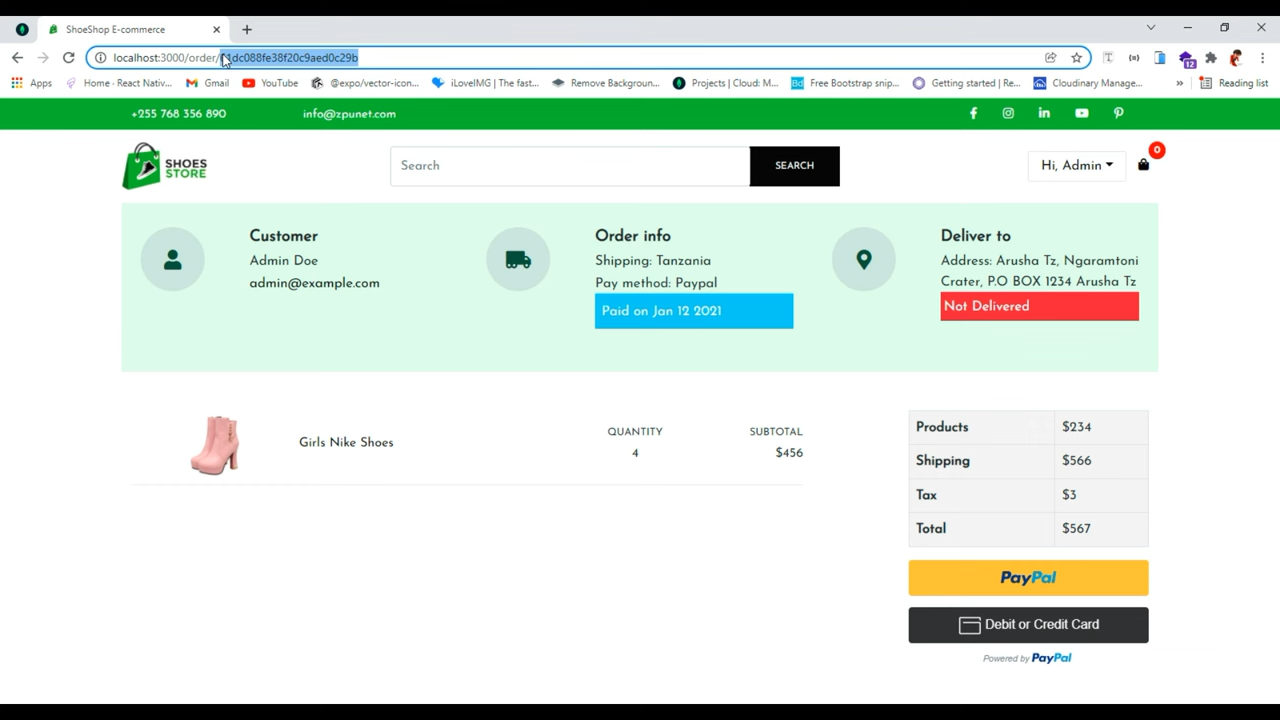 ShoeShop E-commerce
localhost:3000/order/61dc088fe38f20c9aed0c29b
Apps
Home - React Nativ...
Gmail
YouTube
@expo/vector-icon...
iLoveIMG | The fast...
Remove Backgroun...
Projects | Cloud: M...
Bd
Free Bootstrap snip...
Getting started | Re...
Cloudinary Manage...
»
Reading list
12
+255 768 356 890
info@zpunet.com
SHOES
STORE
Search
SEARCH
Hi, Admin
0
Customer
Admin Doe
admin@example.com
Order info
Shipping: Tanzania
Pay method: Paypal
Paid on Jan 12 2021
Deliver to
Address: Arusha Tz, Ngaramtoni
Crater, P.O BOX 1234 Arusha Tz
Not Delivered
Girls Nike Shoes
QUANTITY
4
SUBTOTAL
$456
Products $234
Shipping $566
Tax $3
Total $567
PayPal
Debit or Credit Card
Powered by PayPal